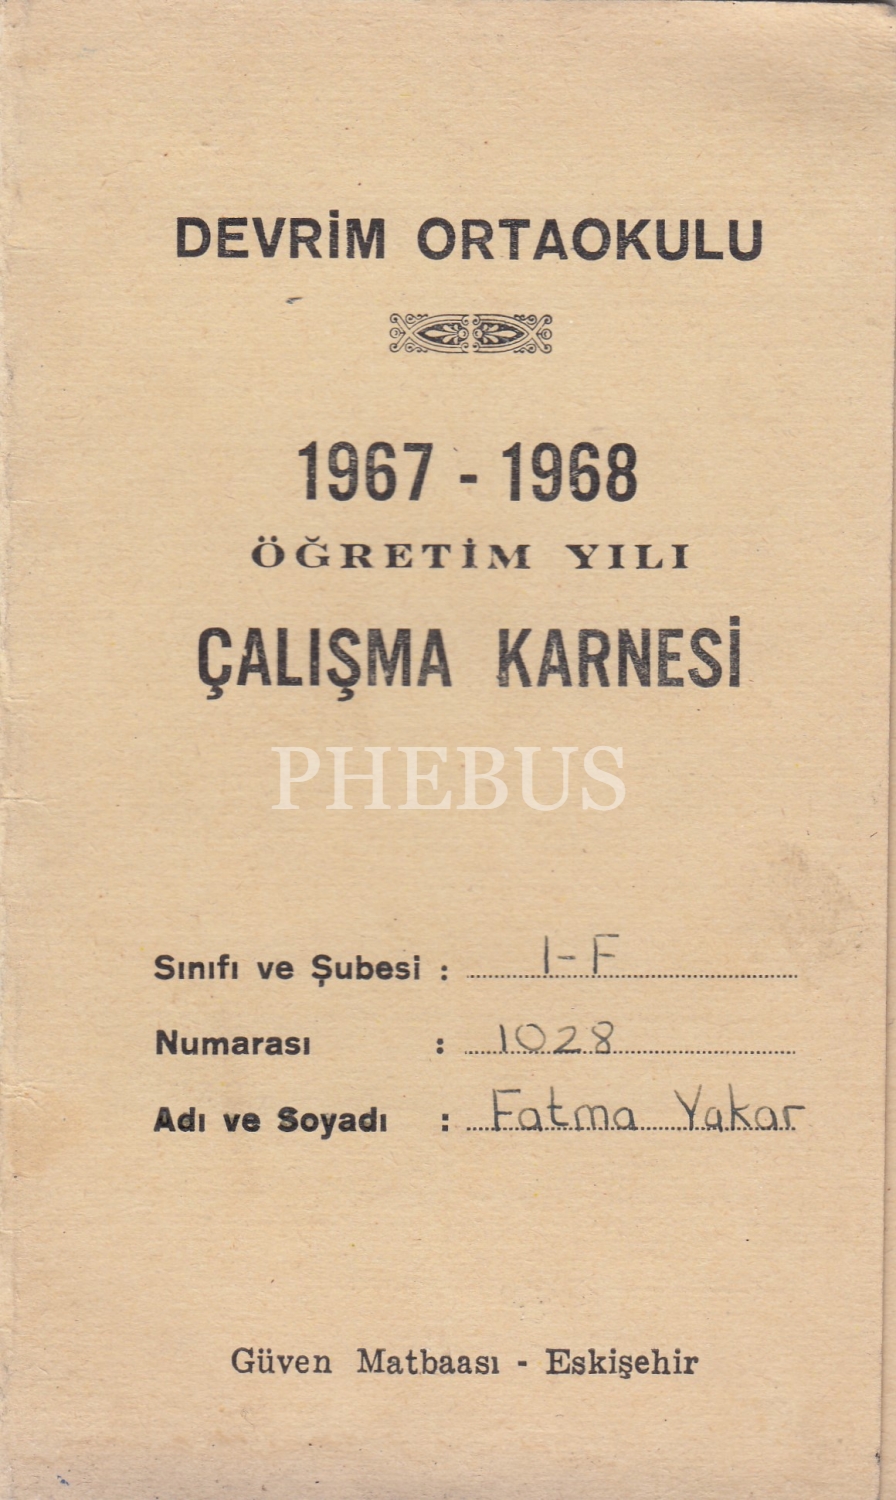 DEVRİM ORTAOKULU
1967 - 1968
ÖĞRETİM YILI
ÇALIŞMA KARNESİ
PHEBUS
Sınıfı ve Şubesi : 1-F
Numarası : 1028
Adı ve Soyadı : Fatma Yakar
Güven Matbaası - Eskişehir